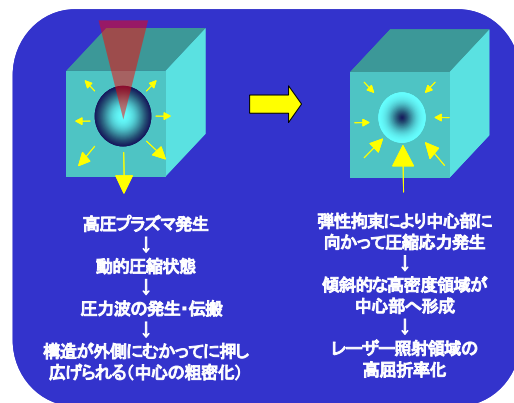 高圧プラズマ発生
↓
動的圧縮状態
↓
圧力波の発生・伝搬
↓
構造が外側にむかってに押し
広げられる(中心の粗密化)
弾性拘束により中心部に
向かって圧縮応力発生
↓
傾斜的な高密度領域が
中心部へ形成
↓
レーザー照射領域の
高屈折率化